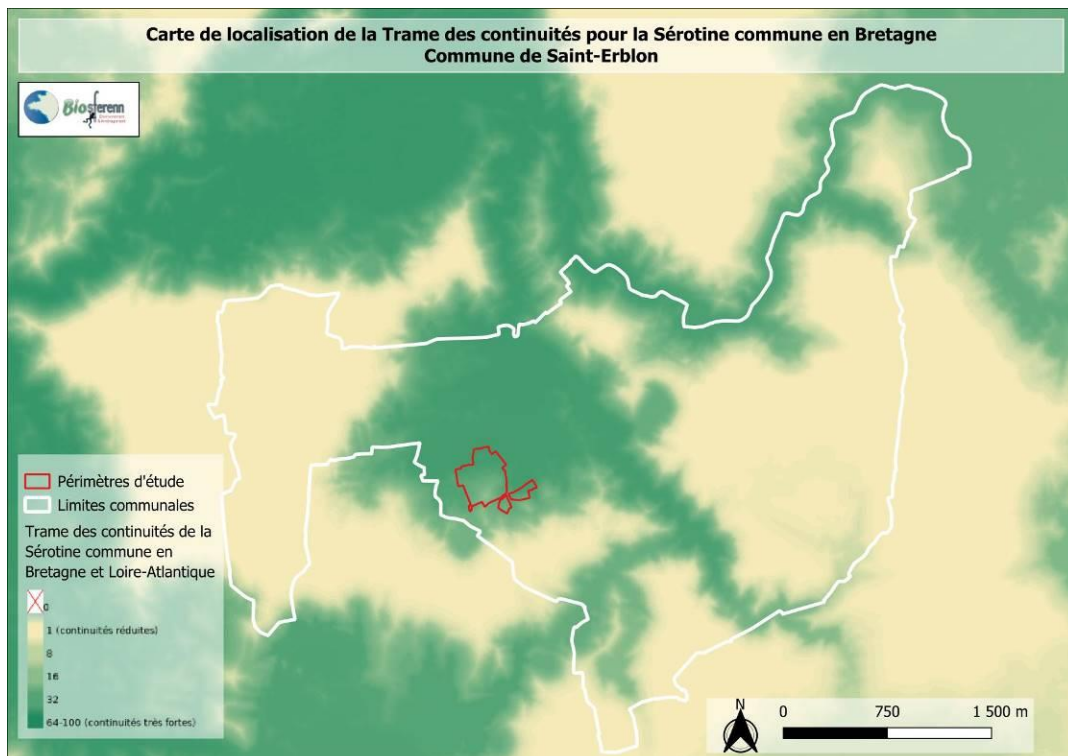 Carte de localisation de la Trame des continuités pour la Sérotine commune en Bretagne
Commune de Saint-Erblon
Biosferenn
Périmètres d'étude
Limites communales
Trame des continuités de la
Sérotine commune en
Bretagne et Loire-Atlantique
0
1 (continuités réduites)
8
16
32
64-100 (continuités très fortes)
N
0 750 1 500 m